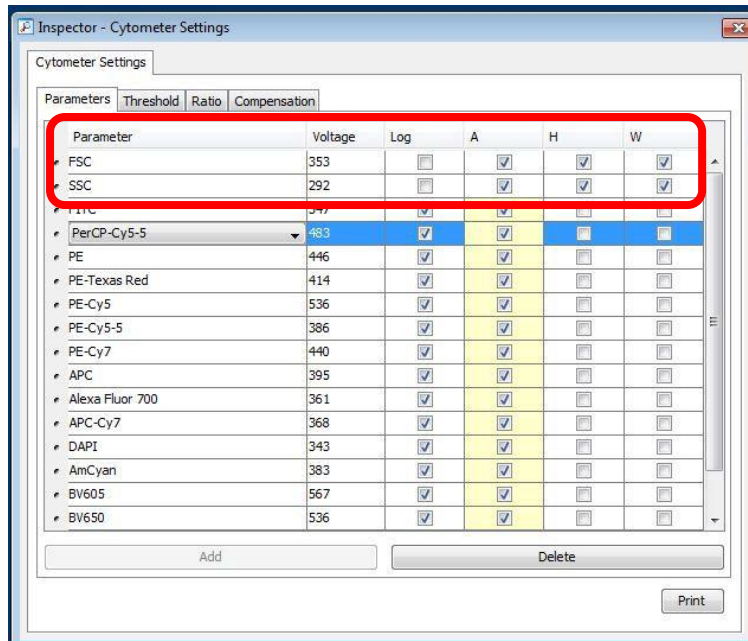 Inspector - Cytometer Settings
Cytometer Settings
Parameters Threshold Ratio Compensation
Parameter Voltage Log A H W
FSC 353
SSC 292
FITC 547
PerCP-Cy5-5 483
PE 446
PE-Texas Red 414
PE-Cy5 536
PE-Cy5-5 386
PE-Cy7 440
APC 395
Alexa Fluor 700 361
APC-Cy7 368
DAPI 343
AmCyan 383
BV605 567
BV650 536
Add Delete
Print